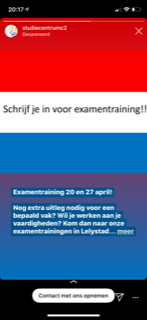 20:17
studiecentrumc2
Gesponsord
Schrijf je in voor examentraining!!
Examentraining 20 en 27 april!
Nog extra uitleg nodig voor een
bepaald vak? Wil je werken aan je
vaardigheden? Kom dan naar onze
examentrainingen in Lelystad... meer
Contact met ons opnemen